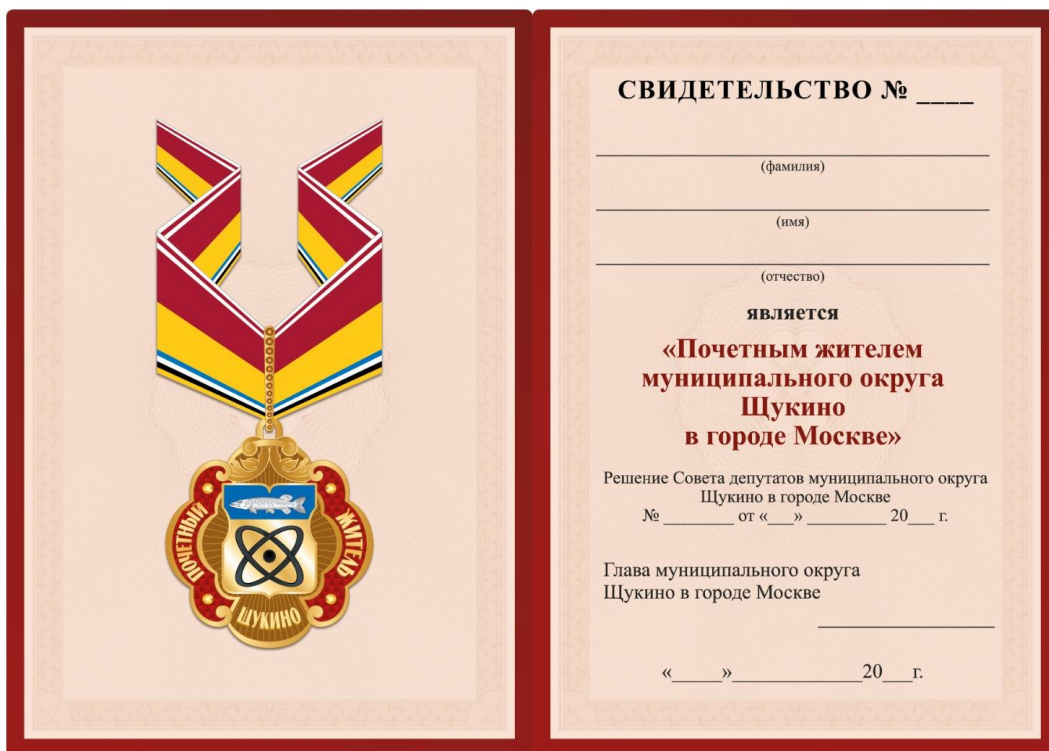 ПОЧЕТНЫЙ
ЖИТЕЛЬ
ЩУКИНО
СВИДЕТЕЛЬСТВО № ____
(фамилия)
(имя)
(отчество)
является
«Почетным жителем
муниципального округа
Щукино
в городе Москве»
Решение Совета депутатов муниципального округа
Щукино в городе Москве
№ ________ от «___» _________ 20___ г.
Глава муниципального округа
Щукино в городе Москве
«_____»_____________20___г.